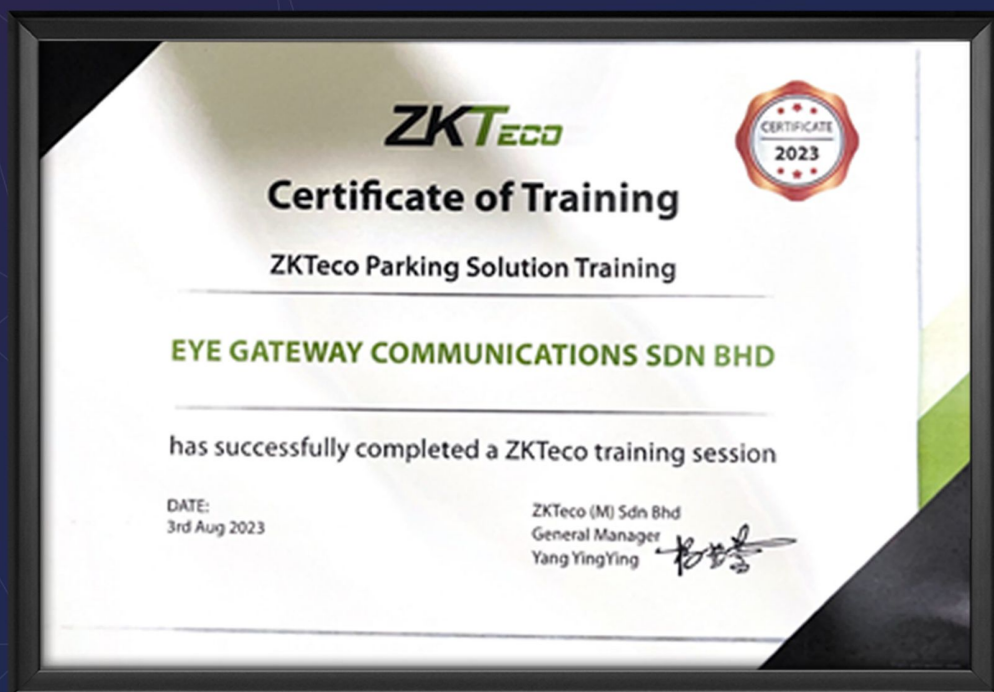 ZKTECO
CERTIFICATE
2023
Certificate of Training
ZKTeco Parking Solution Training
EYE GATEWAY COMMUNICATIONS SDN BHD
has successfully completed a ZKTeco training session
DATE:
3rd Aug 2023
ZKTeco (M) Sdn Bhd
General Manager
Yang YingYing